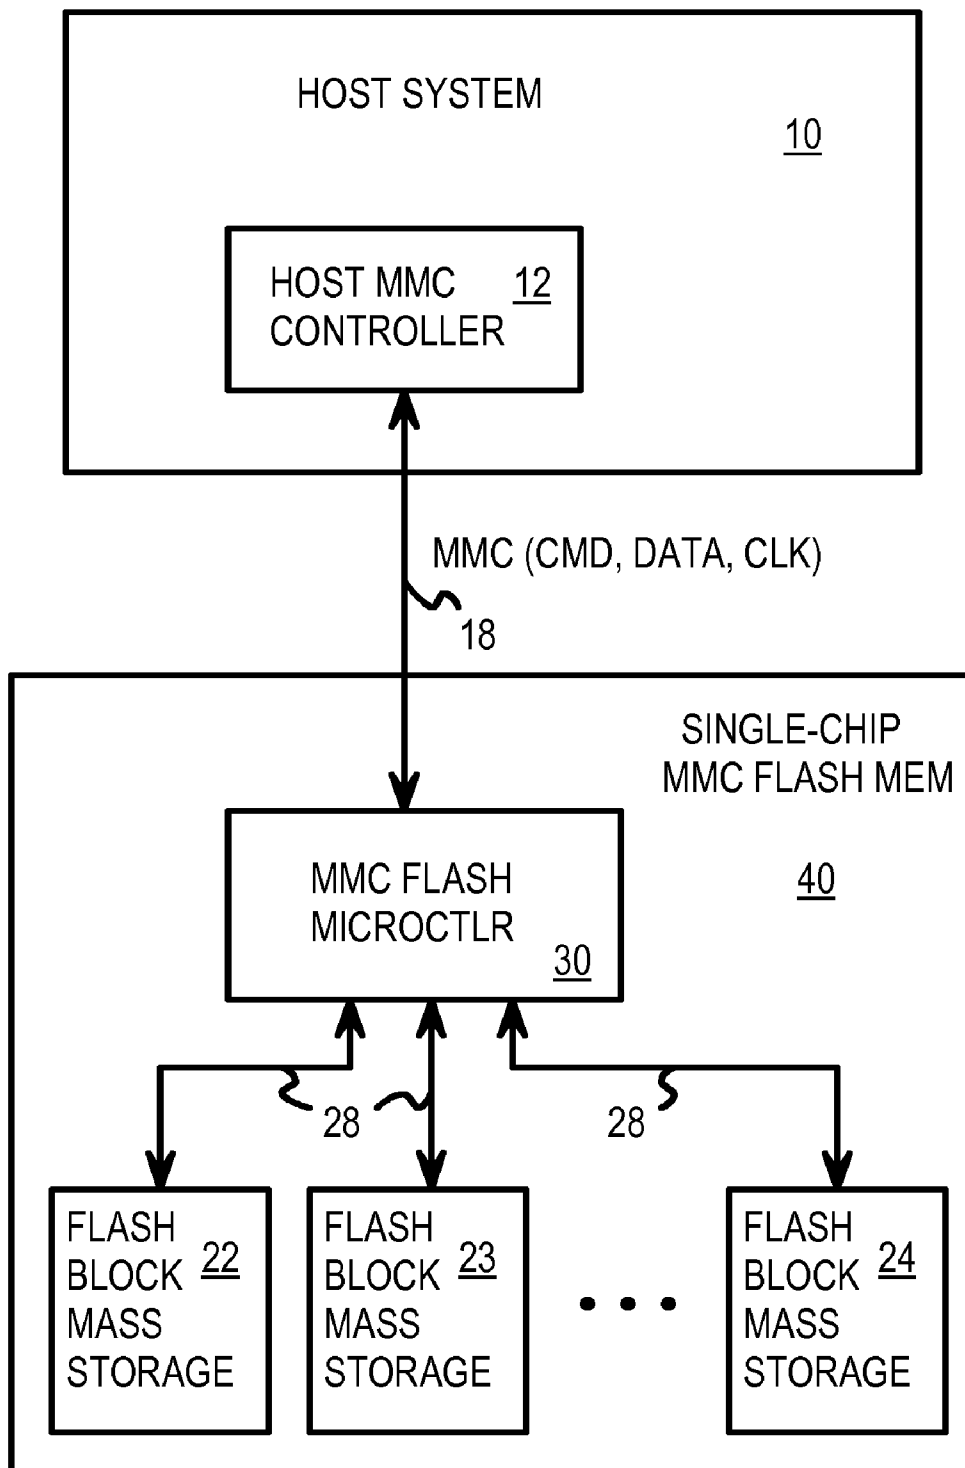 HOST SYSTEM
10
HOST MMC 12
CONTROLLER
MMC (CMD, DATA, CLK)
18
SINGLE-CHIP
MMC FLASH MEM
40
MMC FLASH
MICROCTLR
30
28
28
FLASH
BLOCK 22
MASS
STORAGE
FLASH
BLOCK 23
MASS
STORAGE
FLASH
BLOCK 24
MASS
STORAGE